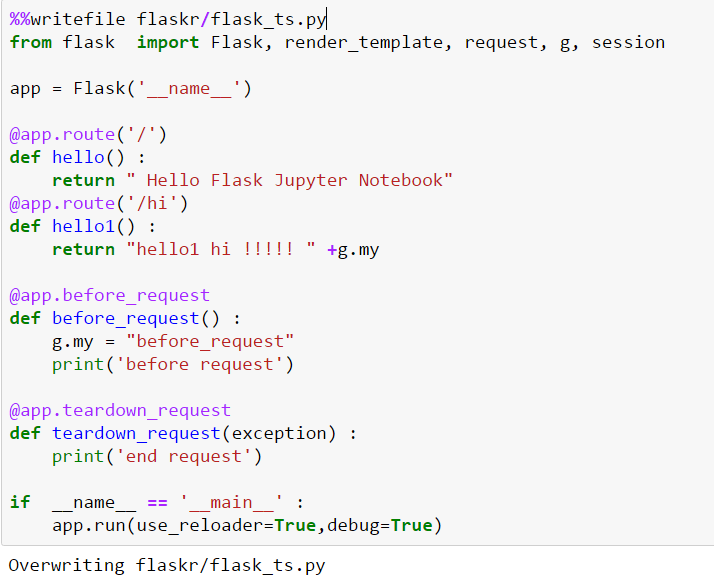 %%writefile flaskr/flask_ts.py
from flask  import Flask, render_template, request, g, session

app = Flask('__name__')

@app.route('/')
def hello() :
    return " Hello Flask Jupyter Notebook"
@app.route('/hi')
def hello1() :
    return "hello1 hi !!!!! " +g.my

@app.before_request
def before_request() :
    g.my = "before_request"
    print('before request')

@app.teardown_request
def teardown_request(exception) :
    print('end request')

if  __name__ == '__main__' :
    app.run(use_reloader=True,debug=True)
Overwriting flaskr/flask_ts.py